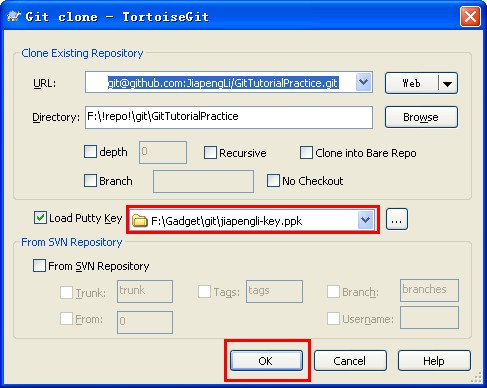 Git clone - TortoiseGit
Clone Existing Repository
URL: git@github.com:JiapengLi/GitTutorialPractice.git Web
Directory: F:\!repo!\git\GitTutorialPractice Browse
depth 0 Recursive Clone into Bare Repo
Branch No Checkout
Load Putty Key F:\Gadget\git\jiapengli-key.ppk ...
From SVN Repository
From SVN Repository
Trunk: trunk Tags: tags Branch: branches
From: 0 Username:
OK Cancel Help